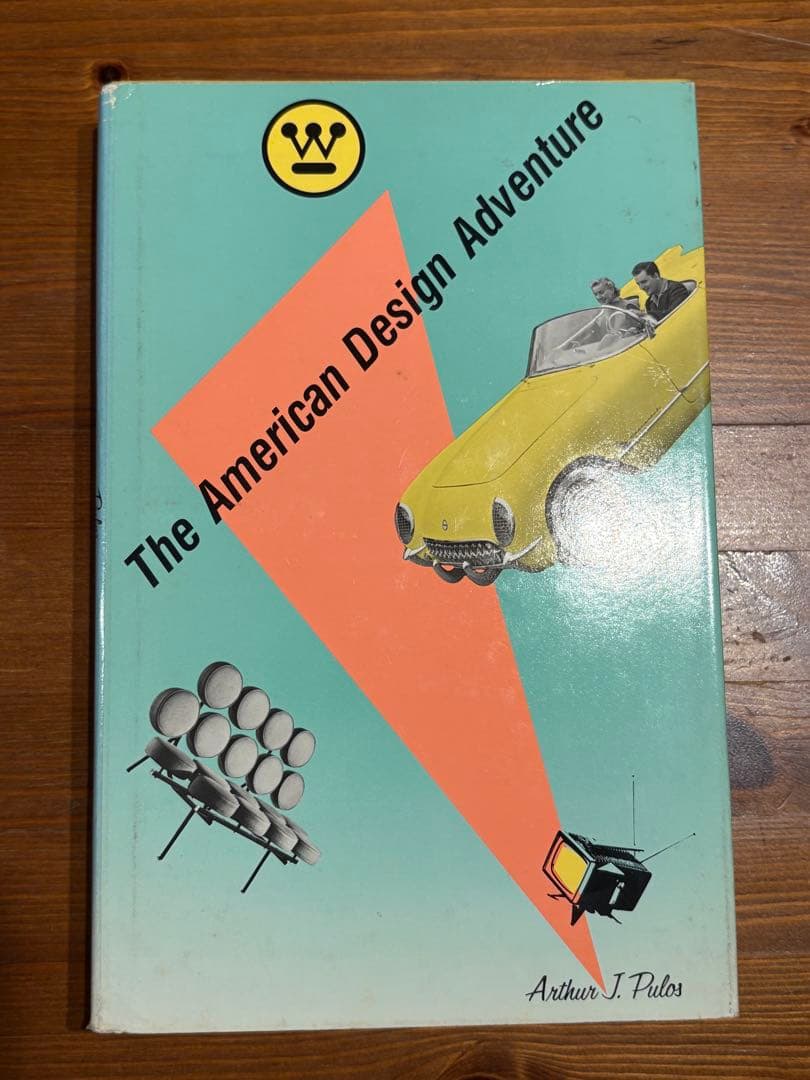 W
The American Design Adventure
Arthur J. Pulos